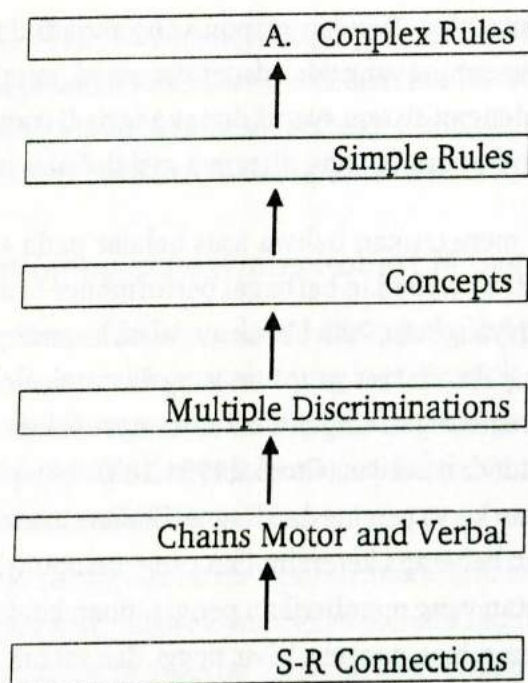 A. Conplex Rules
Simple Rules
Concepts
Multiple Discriminations
Chains Motor and Verbal
S-R Connections